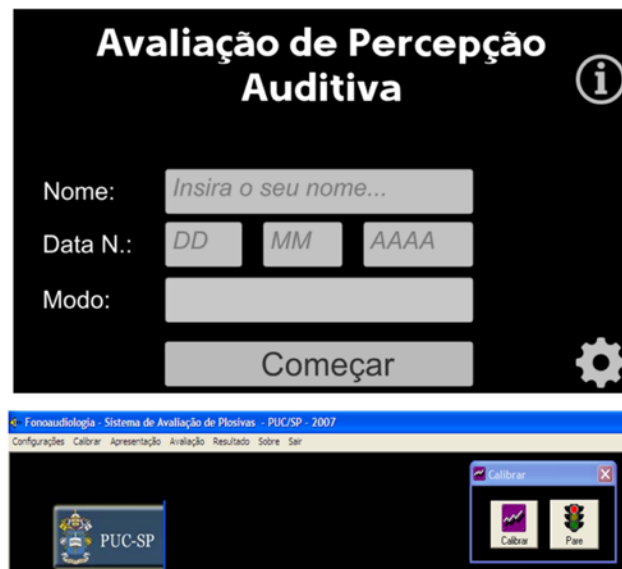 Avaliação de Percepção
Auditiva
Nome:
Insira o seu nome...
Data N.:
DD MM AAAA
Modo:
Começar
Fonoaudiologia - Sistema de Avaliação de Plosivas - PUC/SP - 2007
Configurações Calibrar Apresentação Avaliação Resultado Sobre Sair
Calibrar
Calibrar Pare
PUC-SP